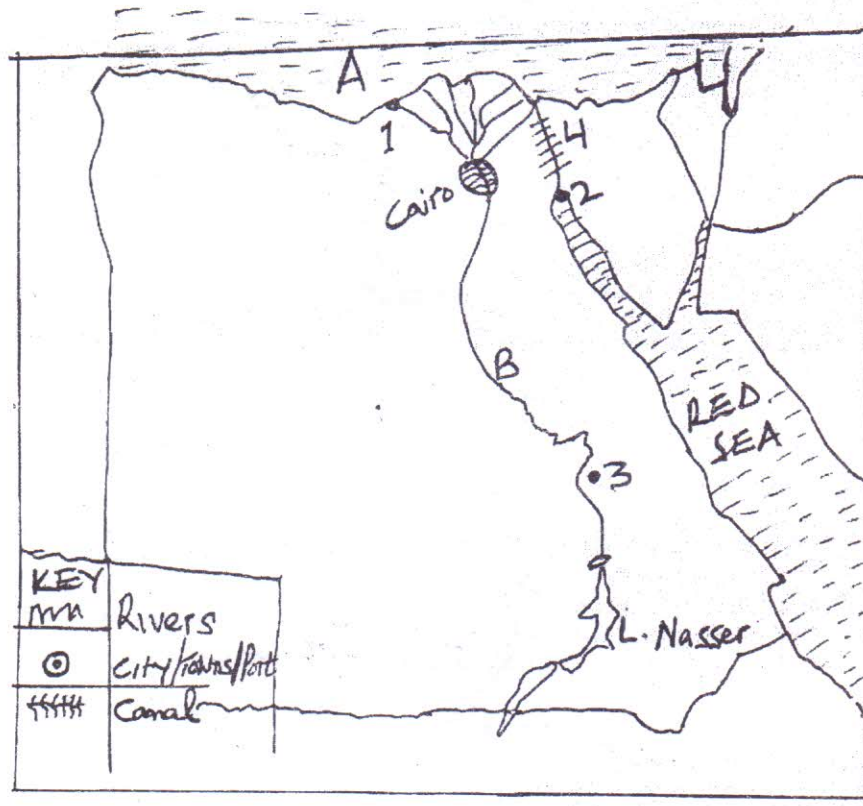 A
1
4
Cairo
2
B
RED
SEA
3
KEY
Rivers
L. Nasser
City/Towns/Port
Canal